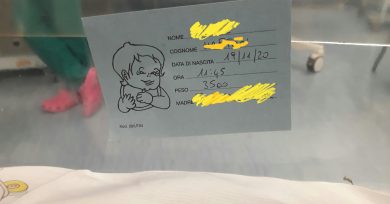 NOME
COGNOME
DATA DI NASCITA 19/11/20
ORA 11:45
PESO 3500
MADRE